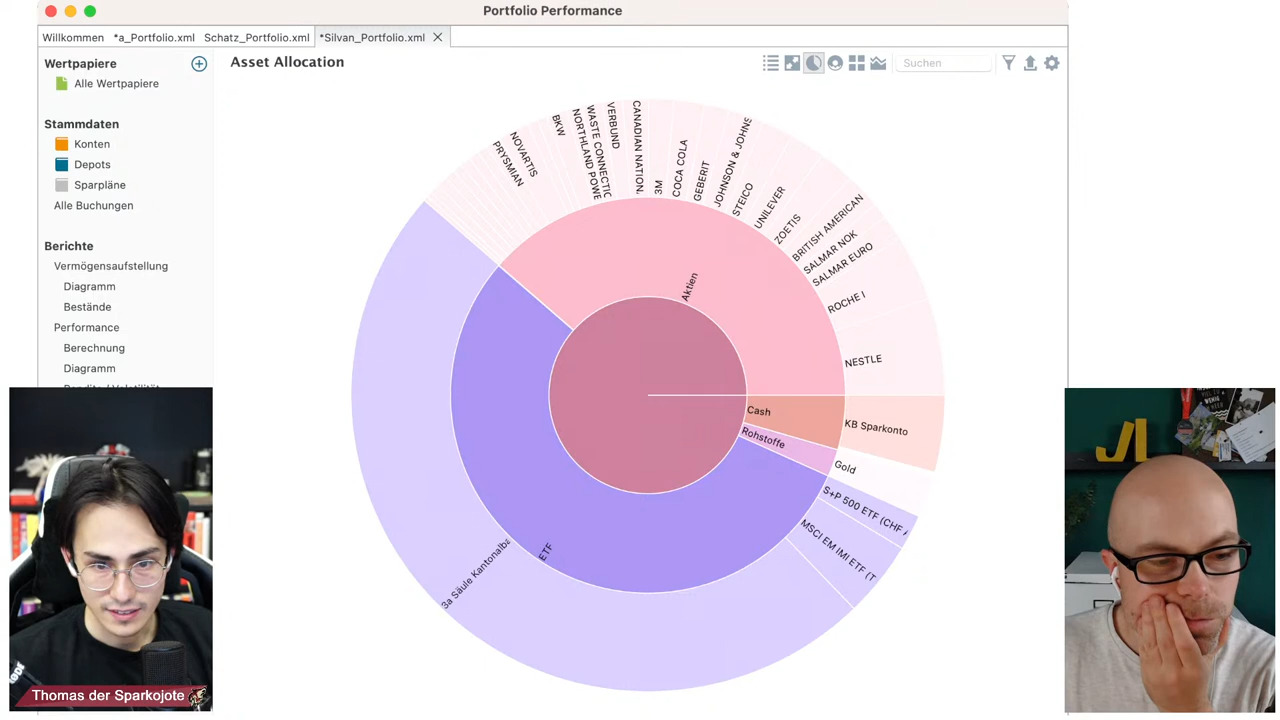 Portfolio Performance
Willkommen
*a_Portfolio.xml
Schatz_Portfolio.xml
*Silvan_Portfolio.xml
Wertpapiere
Alle Wertpapiere
Stammdaten
Konten
Depots
Sparpläne
Alle Buchungen
Berichte
Vermögensaufstellung
Diagramm
Bestände
Performance
Berechnung
Diagramm
Rendite / Volatilität
Asset Allocation
Suchen
PRYSMIAN
NOVARTIS
BKW
NORTHLAND POWE
WASTE CONNECTIC
VERBUND
CANADIAN NATION.
3M
COCA COLA
GEBERIT
JOHNSON & JOHNS
STEICO
UNILEVER
ZOETIS
BRITISH AMERICAN
SALMAR NOK
SALMAR EURO
ROCHE I
NESTLE
Aktien
Cash
KB Sparkonto
Rohstoffe
Gold
S+P 500 ETF (CHF
MSCI EM IMI ETF (T
ETF
3a Säule Kantonalba
Thomas der Sparkojote